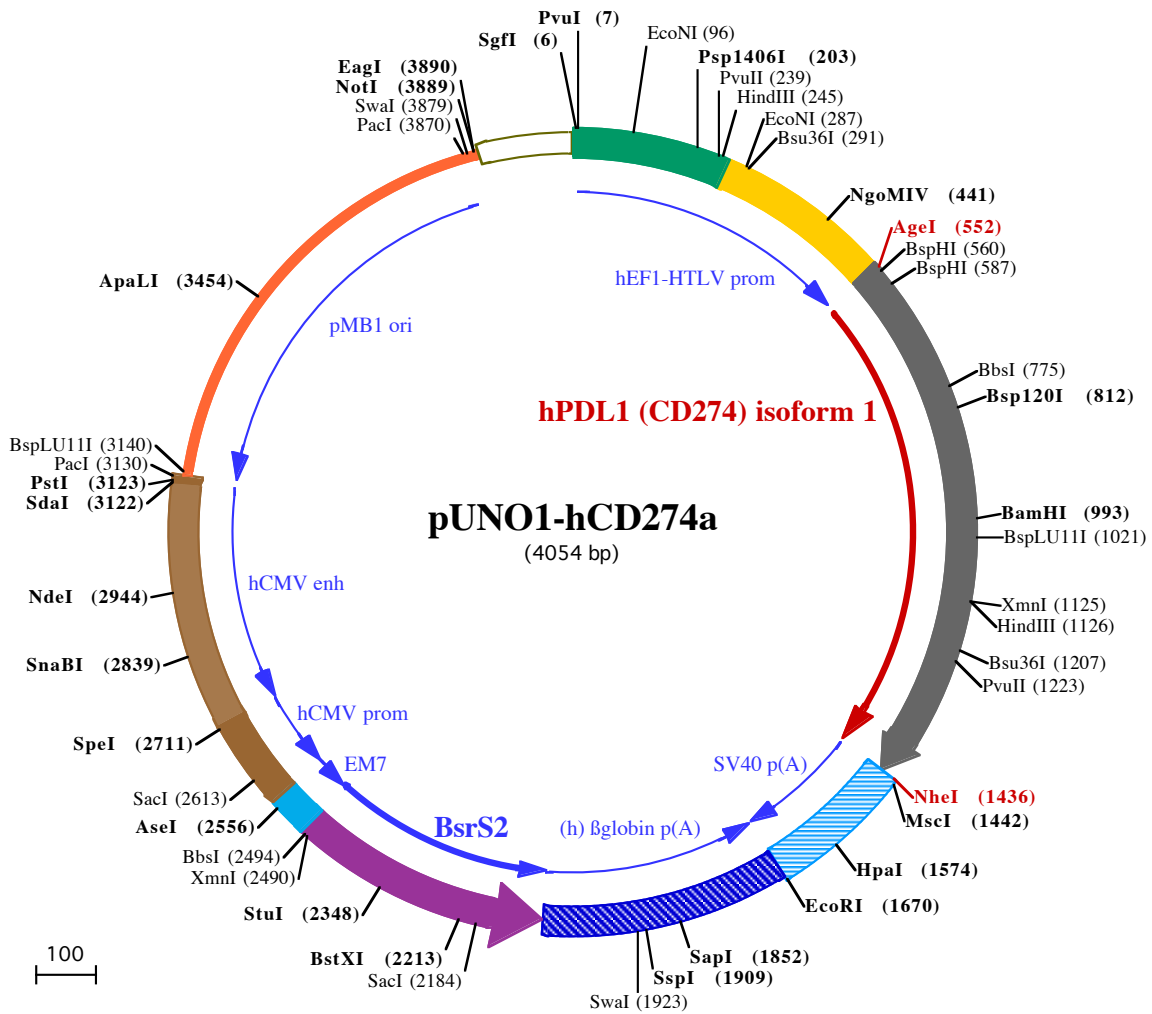 PvuI (7)
SgfI (6)
EcoNI (96)
Psp1406I (203)
PvuII (239)
HindIII (245)
EcoNI (287)
Bsu36I (291)
NgoMIV (441)
AgeI (552)
BspHI (560)
BspHI (587)
BbsI (775)
Bsp120I (812)
BamHI (993)
BspLU11I (1021)
XmnI (1125)
HindIII (1126)
Bsu36I (1207)
PvuII (1223)
NheI (1436)
MscI (1442)
HpaI (1574)
EcoRI (1670)
SapI (1852)
SspI (1909)
SwaI (1923)
SacI (2184)
BstXI (2213)
StuI (2348)
XmnI (2490)
BbsI (2494)
AseI (2556)
SacI (2613)
SpeI (2711)
SnaBI (2839)
NdeI (2944)
SdaI (3122)
PstI (3123)
PacI (3130)
BspLU11I (3140)
ApaLI (3454)
PacI (3870)
SwaI (3879)
NotI (3889)
EagI (3890)
hEF1-HTLV prom
pMB1 ori
hPDL1 (CD274) isoform 1
pUNO1-hCD274a
(4054 bp)
hCMV enh
hCMV prom
EM7
SV40 p(A)
BsrS2
(h) ßglobin p(A)
100